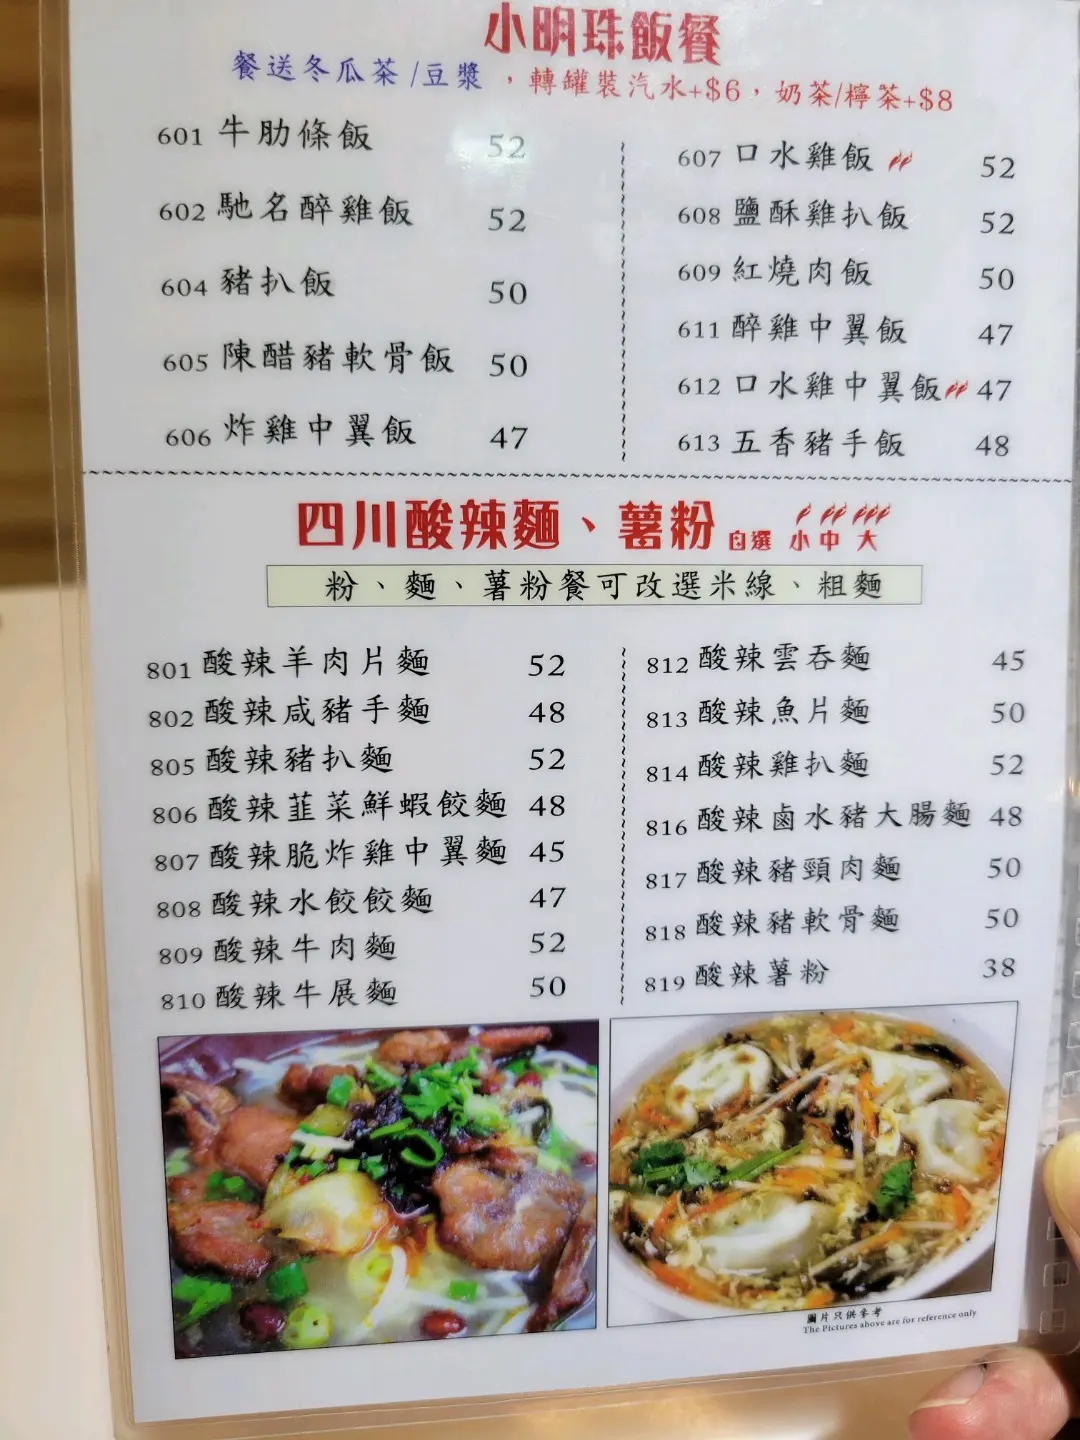 小明珠飯餐
餐送冬瓜茶/豆漿，轉罐裝汽水+$6，奶茶/檸茶+$8
601 牛肋條飯 52
602 馳名醉雞飯 52
604 豬扒飯 50
605 陳醋豬軟骨飯 50
606 炸雞中翼飯 47
607 口水雞飯 52
608 鹽酥雞扒飯 52
609 紅燒肉飯 50
611 醉雞中翼飯 47
612 口水雞中翼飯 47
613 五香豬手飯 48
四川酸辣麵、薯粉 自選 小 中 大
粉、麵、薯粉餐可改選米線、粗麵
801 酸辣羊肉片麵 52
802 酸辣咸豬手麵 48
805 酸辣豬扒麵 52
806 酸辣韮菜鮮蝦餃麵 48
807 酸辣脆炸雞中翼麵 45
808 酸辣水餃餃麵 47
809 酸辣牛肉麵 52
810 酸辣牛展麵 50
812 酸辣雲吞麵 45
813 酸辣魚片麵 50
814 酸辣雞扒麵 52
816 酸辣鹵水豬大腸麵 48
817 酸辣豬頸肉麵 50
818 酸辣豬軟骨麵 50
819 酸辣薯粉 38
圖片只供參考
The Pictures above are for reference only